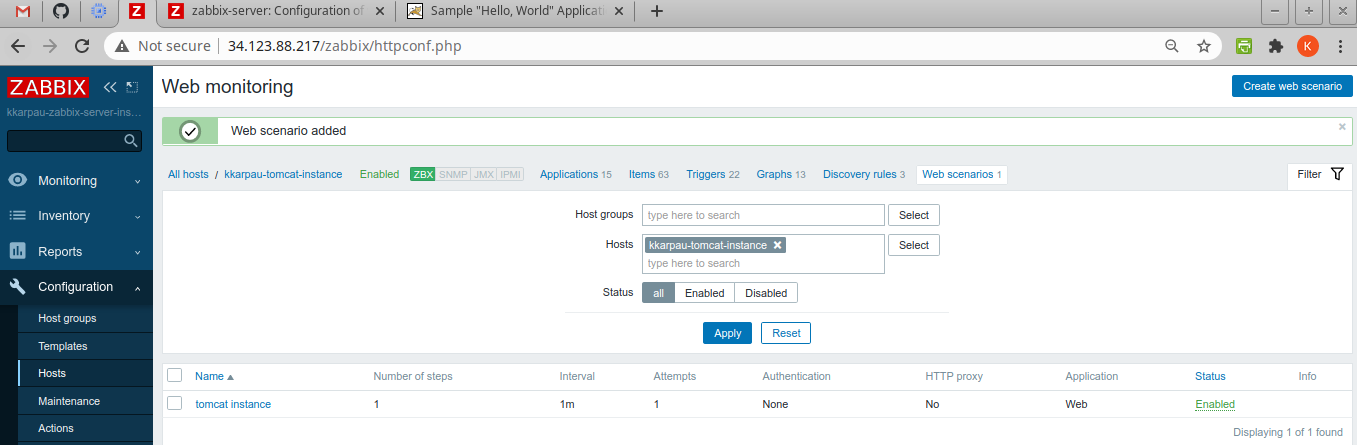 zabbix-server: Configuration of
Sample "Hello, World" Applicati
Not secure | 34.123.88.217/zabbix/httpconf.php
K
ZABBIX
kkarpau-zabbix-server-ins...
Monitoring
Inventory
Reports
Configuration
Host groups
Templates
Hosts
Maintenance
Actions
Web monitoring
Create web scenario
Web scenario added
All hosts / kkarpau-tomcat-instance Enabled ZBX SNMP JMX IPMI Applications 15 Items 63 Triggers 22 Graphs 13 Discovery rules 3 Web scenarios 1 Filter
Host groups type here to search Select
Hosts kkarpau-tomcat-instance Select
type here to search
Status all Enabled Disabled
Apply Reset
Name Number of steps Interval Attempts Authentication HTTP proxy Application Status Info
tomcat instance 1 1m 1 None No Web Enabled
Displaying 1 of 1 found